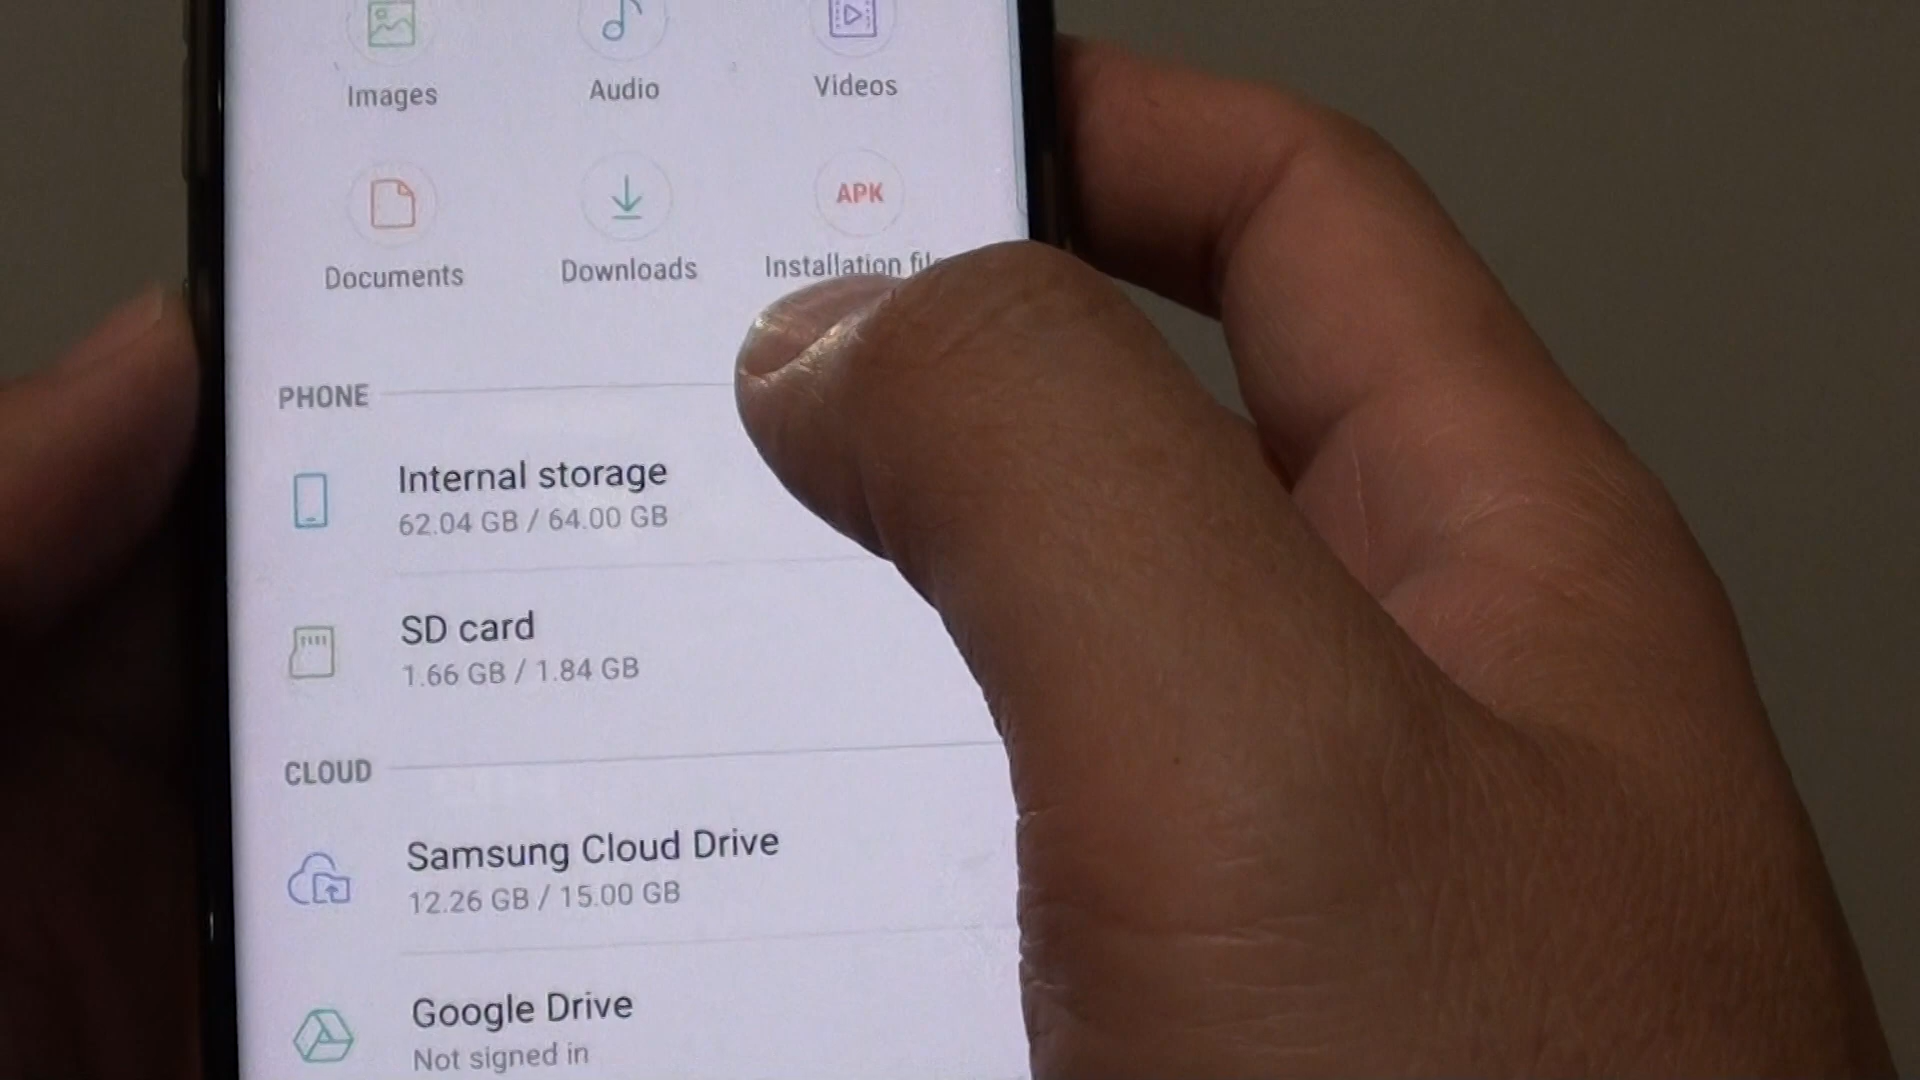 Images
Audio
Videos
APK
Documents
Downloads
Installation
PHONE
Internal storage
62.04 GB / 64.00 GB
SD card
1.66 GB / 1.84 GB
CLOUD
Samsung Cloud Drive
12.26 GB / 15.00 GB
Google Drive
Not signed in